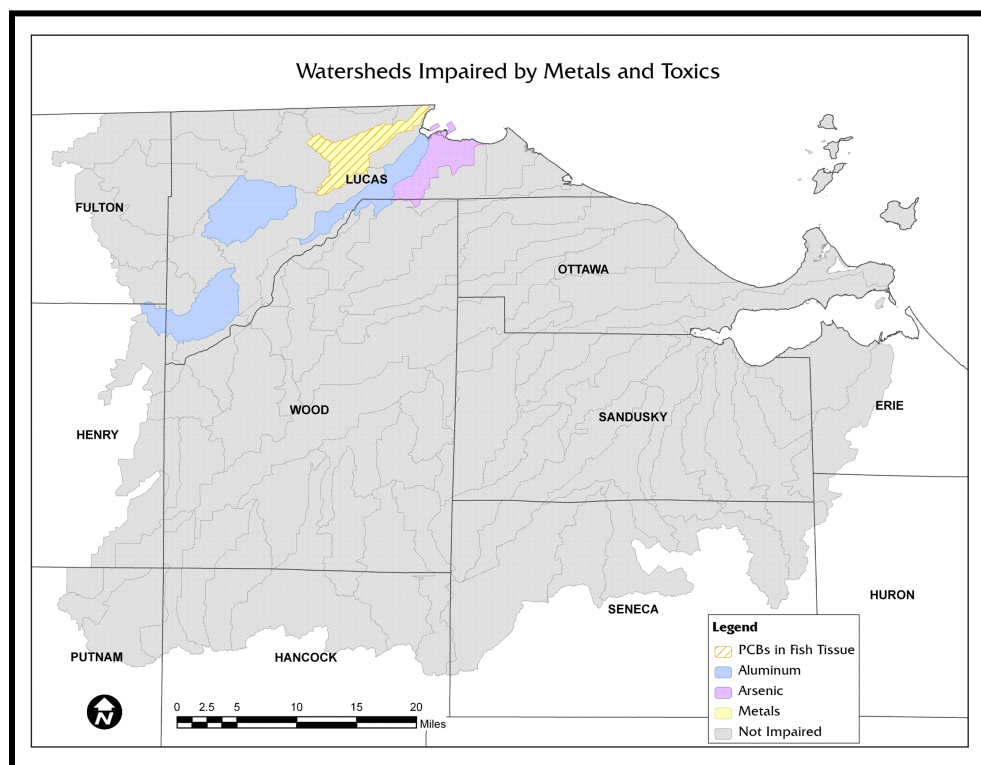 Watersheds Impaired by Metals and Toxics
LUCAS
FULTON
OTTAWA
WOOD
SANDUSKY
ERIE
HENRY
HURON
SENECA
PUTNAM
HANCOCK
Legend
PCBs in Fish Tissue
Aluminum
Arsenic
Metals
Not Impaired
N
0 2.5 5 10 15 20
Miles